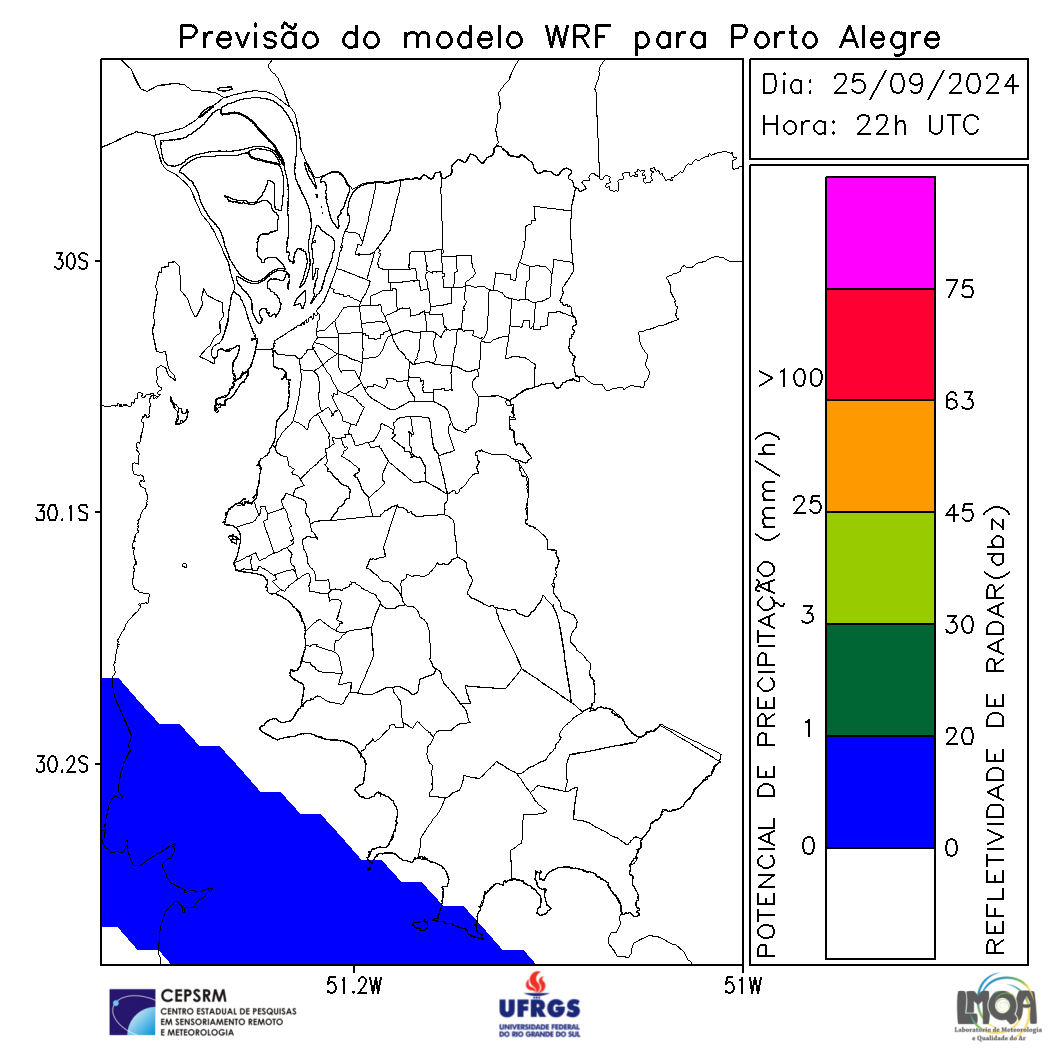 Previsão do modelo WRF para Porto Alegre
Dia: 25/09/2024
Hora: 22h UTC
30S
30.1S
30.2S
51.2W
51W
POTENCIAL DE PRECIPITAÇÃO (mm/h)
>100
25
3
1
0
75
63
45
30
20
0
REFLETIVIDADE DE RADAR(dbz)
CEPSRM
CENTRO ESTADUAL DE PESQUISAS
EM SENSORIAMENTO REMOTO
E METEOROLOGIA
UFRGS
UNIVERSIDADE FEDERAL
DO RIO GRANDE DO SUL
LMQA
Laboratório de Meteorologia
e Qualidade do Ar